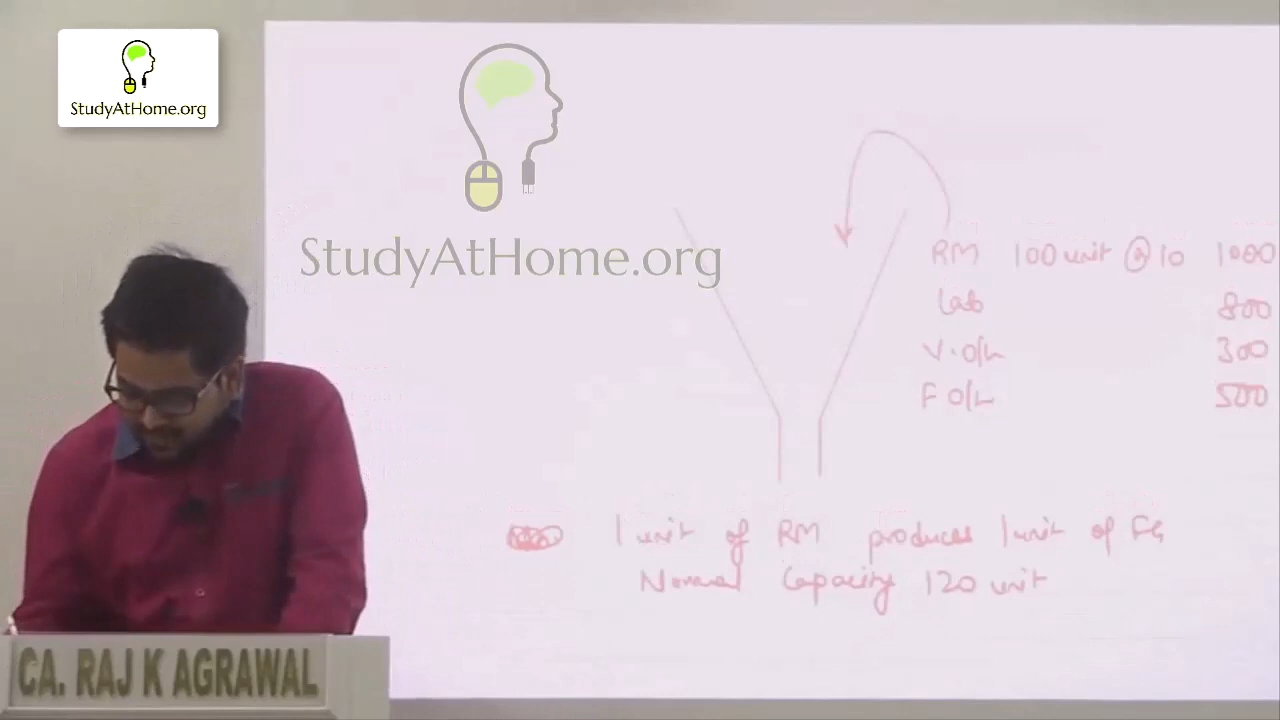 StudyAtHome.org
StudyAtHome.org
RM 100 unit @ 10 1000
Lab 800
V.O/H 300
F O/H 500
1 unit of RM produces 1 unit of FG
Normal Capacity 120 unit
CA. RAJ K AGRAWAL